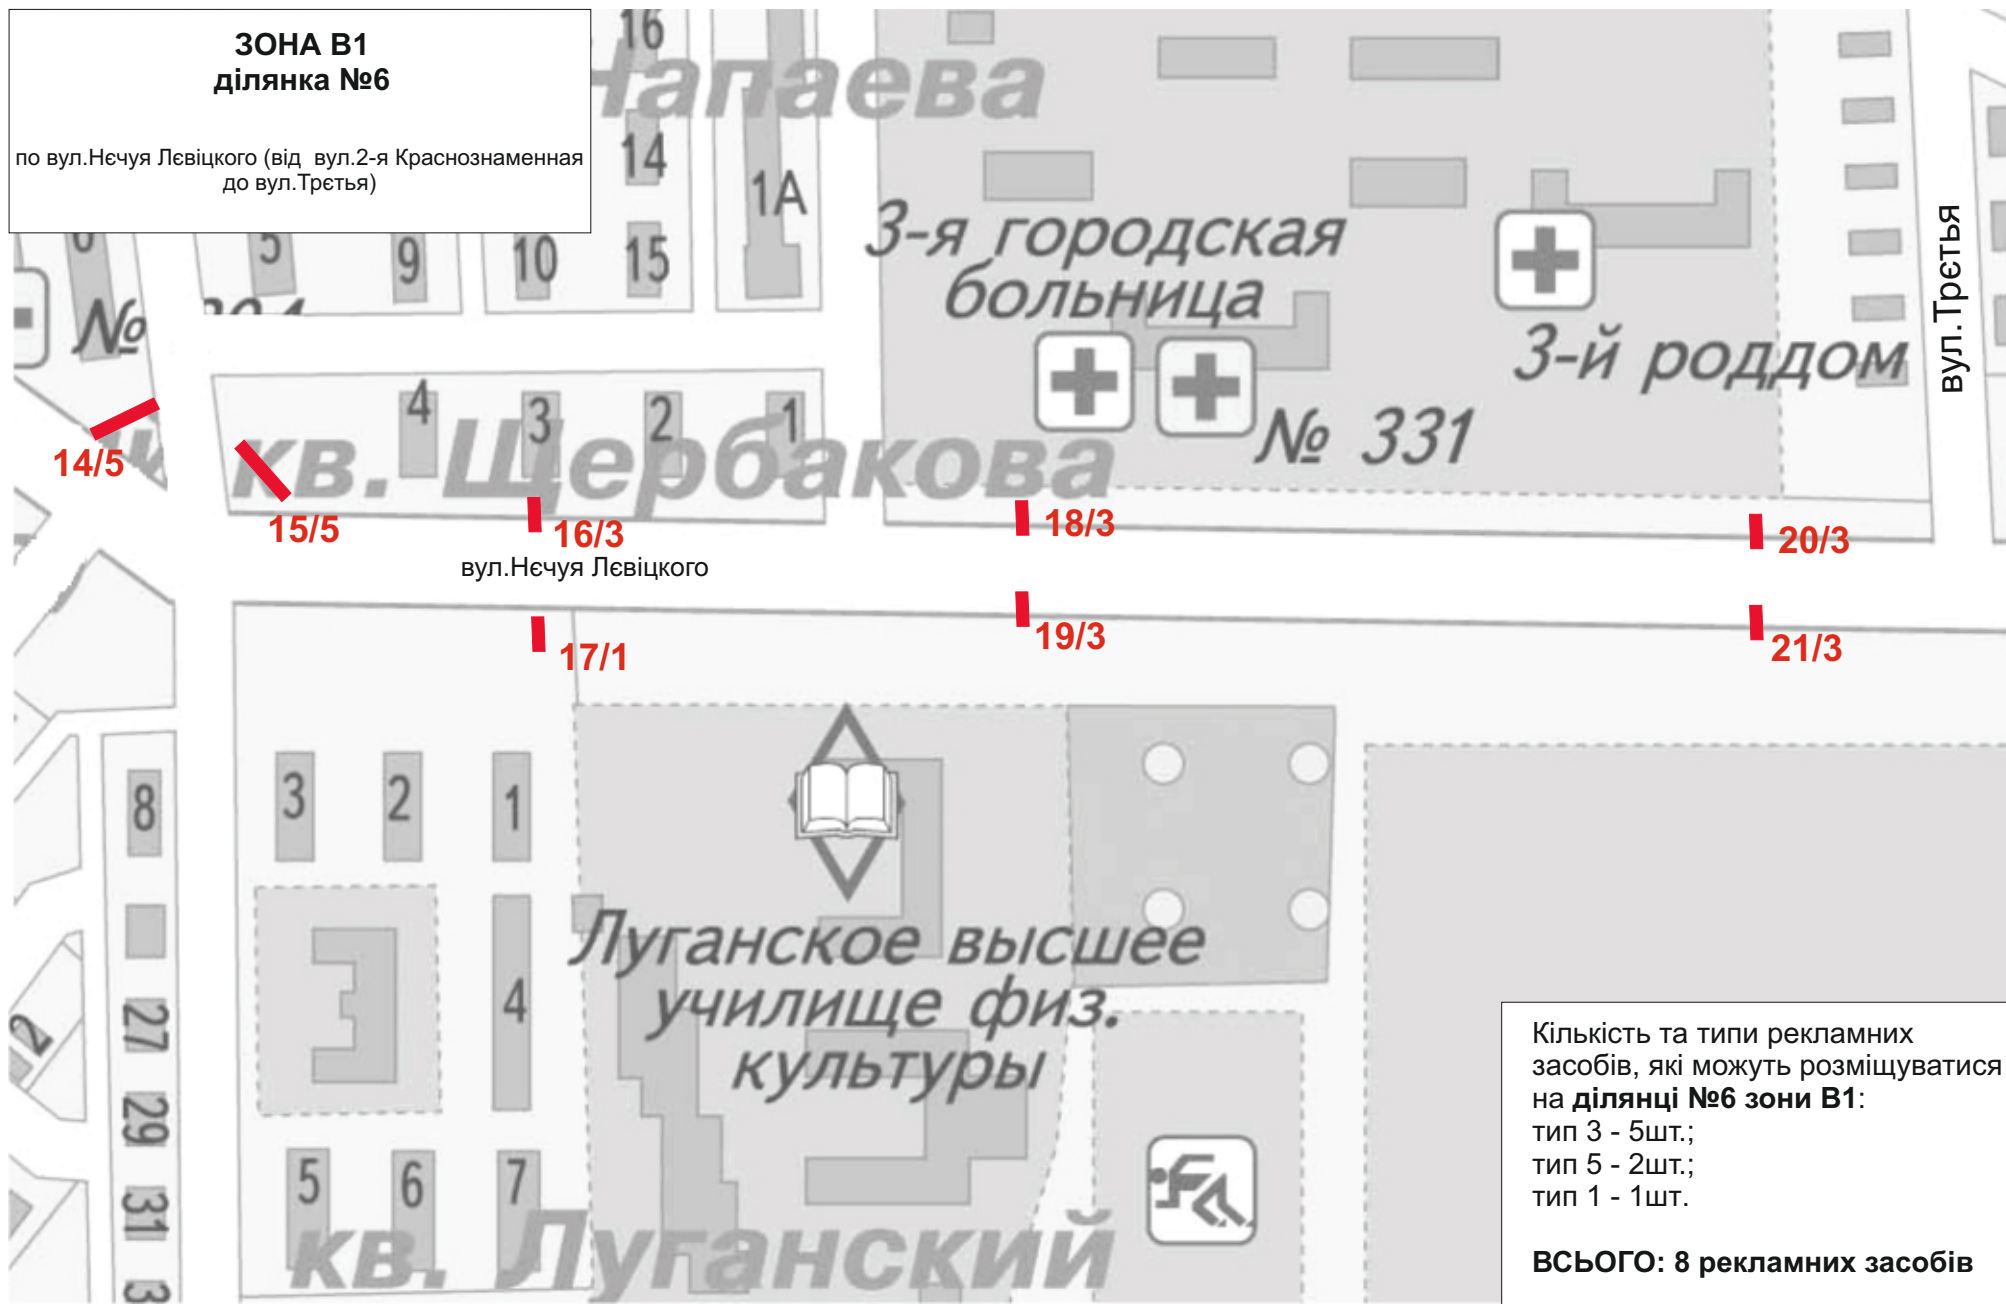 ЗОНА В1
ділянка №6
по вул.Нєчуя Лєвіцкого (від вул.2-я Краснознаменная
до вул.Трєтья)
16
14
1А
6
5
9
10
15
№
3-я городская
больница
3-й роддом
№ 331
вул.Трєтья
4
3
2
1
кв. Щербакова
14/5
15/5
16/3
18/3
20/3
вул.Нєчуя Лєвіцкого
17/1
19/3
21/3
8
3
2
1
4
27
2
29
31
3
5
6
7
Луганское высшее
училище физ.
культуры
кв. Луганский
Кількість та типи рекламних
засобів, які можуть розміщуватися
на ділянці №6 зони В1:
тип 3 - 5шт.;
тип 5 - 2шт.;
тип 1 - 1шт.
ВСЬОГО: 8 рекламних засобів